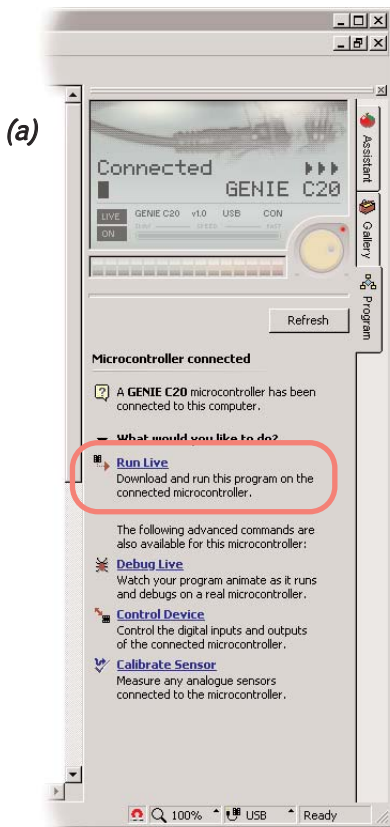 (a)
Connected
GENIE C20
LIVE GENIE C20 v1.0 USB CON
ON
Assistant
Gallery
Program
Refresh
Microcontroller connected
A GENIE C20 microcontroller has been
connected to this computer.
What would you like to do?
Run Live
Download and run this program on the
connected microcontroller.
The following advanced commands are
also available for this microcontroller:
Debug Live
Watch your program animate as it runs
and debugs on a real microcontroller.
Control Device
Control the digital inputs and outputs
of the connected microcontroller.
Calibrate Sensor
Measure any analogue sensors
connected to the microcontroller.
100% USB Ready